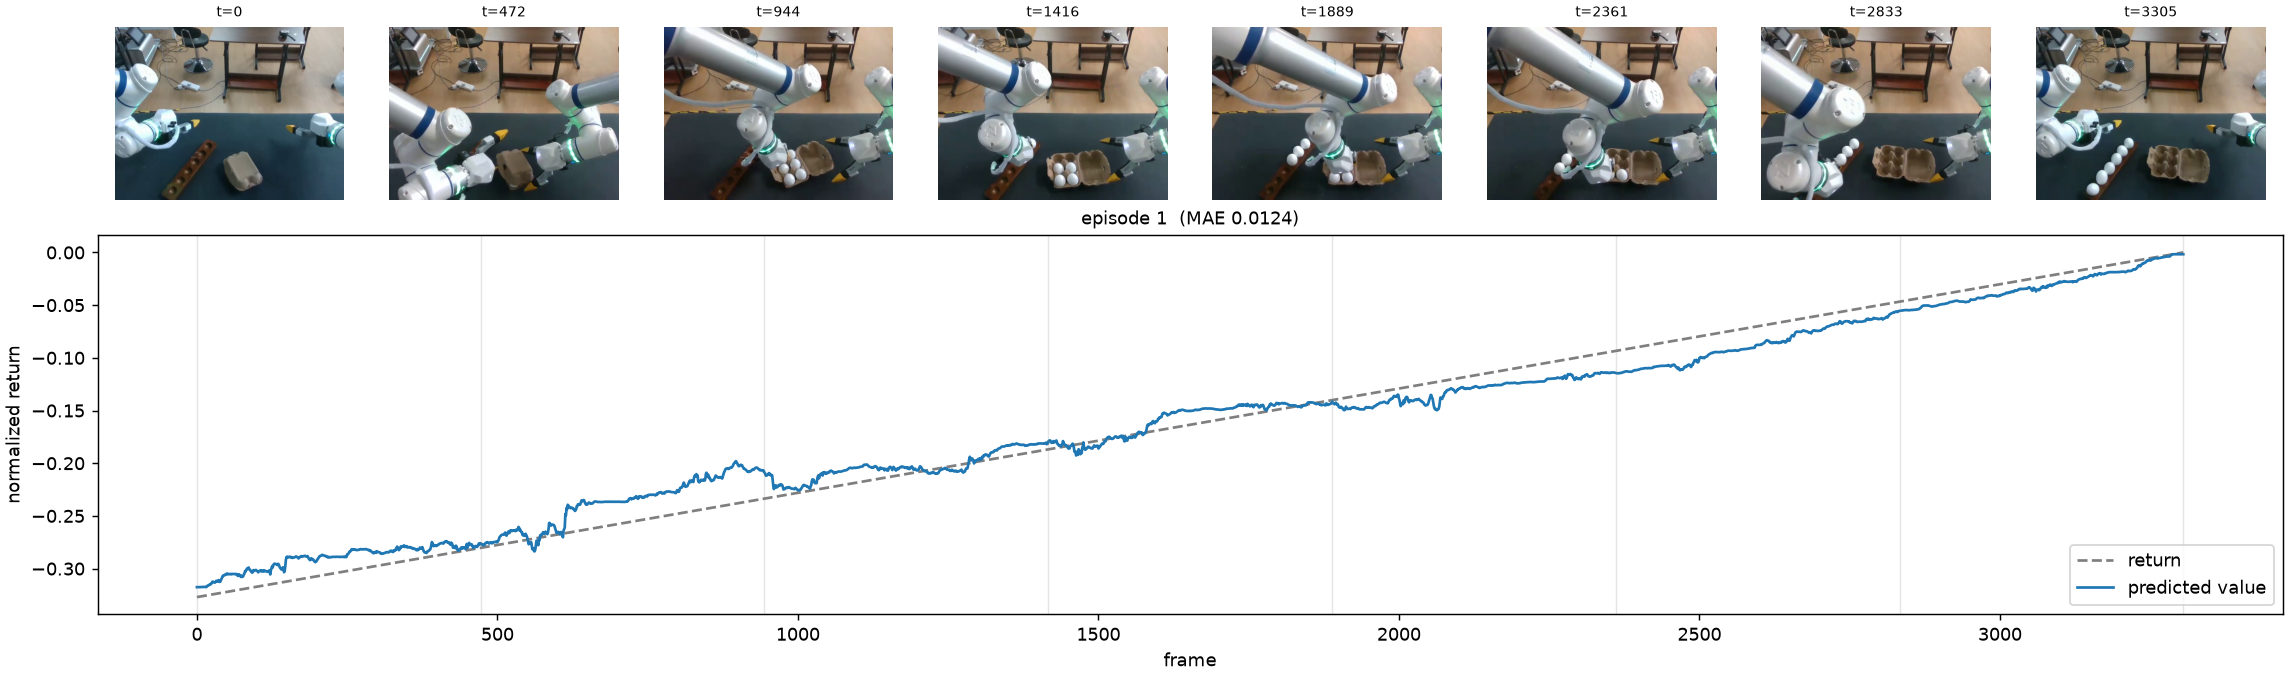 t=0 t=472 t=944 t=1416 t=1889 t=2361 t=2833 t=3305
episode 1 (MAE 0.0124)
normalized return
0.00
−0.05
−0.10
−0.15
−0.20
−0.25
−0.30
return
predicted value
0 500 1000 1500 2000 2500 3000
frame